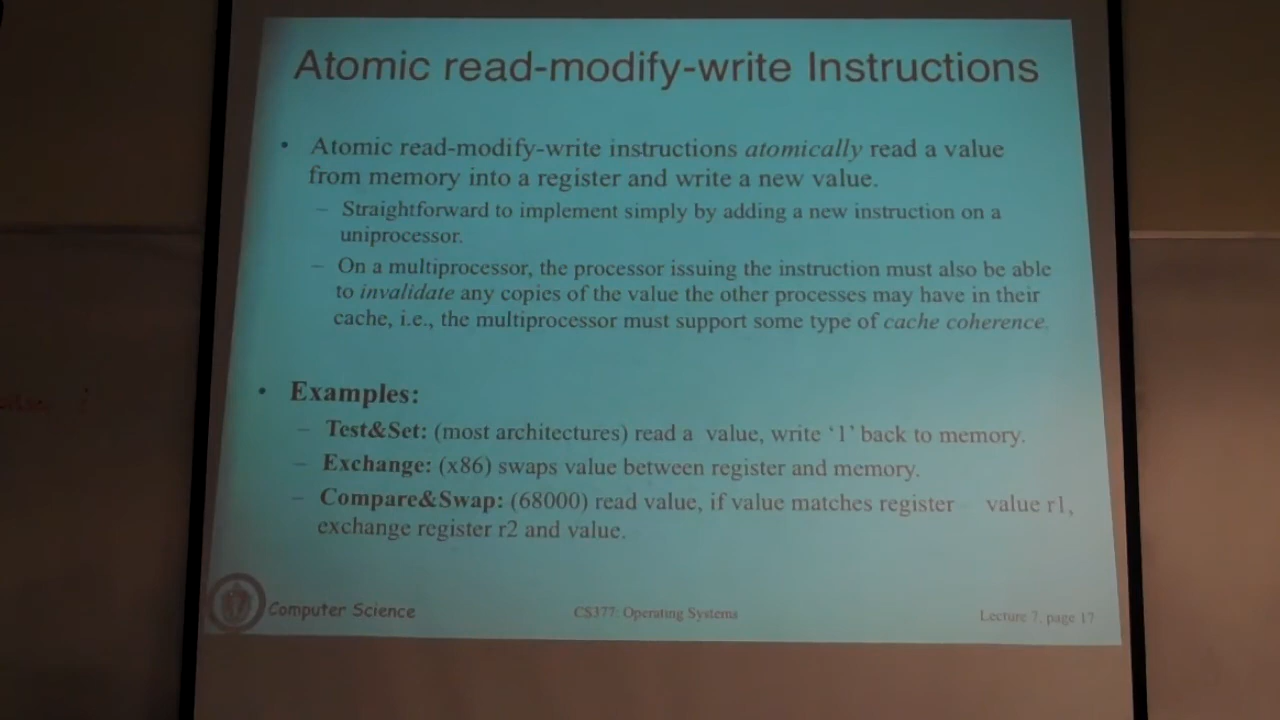 Atomic read-modify-write Instructions
• Atomic read-modify-write instructions atomically read a value
from memory into a register and write a new value.
– Straightforward to implement simply by adding a new instruction on a
uniprocessor.
– On a multiprocessor, the processor issuing the instruction must also be able
to invalidate any copies of the value the other processes may have in their
cache, i.e., the multiprocessor must support some type of cache coherence.
• Examples:
– Test&Set: (most architectures) read a value, write ‘1’ back to memory.
– Exchange: (x86) swaps value between register and memory.
– Compare&Swap: (68000) read value, if value matches register value r1,
exchange register r2 and value.
Computer Science CS377: Operating Systems Lecture 7, page 17